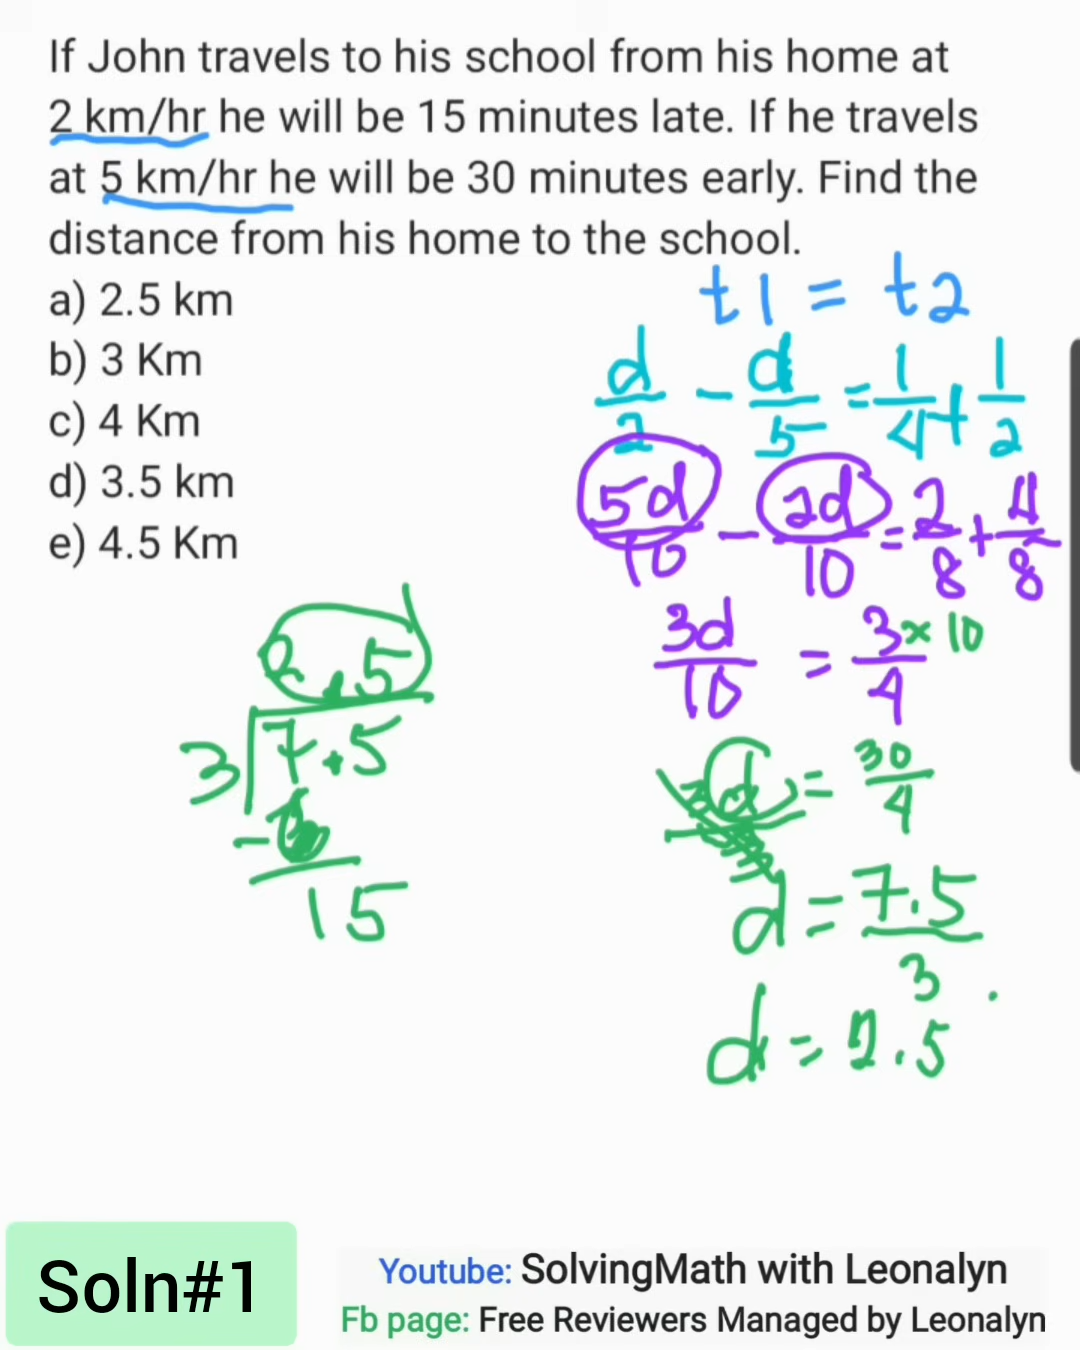 If John travels to his school from his home at
2 km/hr he will be 15 minutes late. If he travels
at 5 km/hr he will be 30 minutes early. Find the
distance from his home to the school.
a) 2.5 km
b) 3 Km
c) 4 Km
d) 3.5 km
e) 4.5 Km
t1 = t2
d/2 - d/5 = 1/4 + 1/2
5d/10 - 2d/10 = 2/8 + 4/8
3d/10 = 3/4 × 10
= 30/4
d = 7.5/3
d = 2.5
2.5
3 7.5
- 6
15
Soln#1
Youtube: SolvingMath with Leonalyn
Fb page: Free Reviewers Managed by Leonalyn